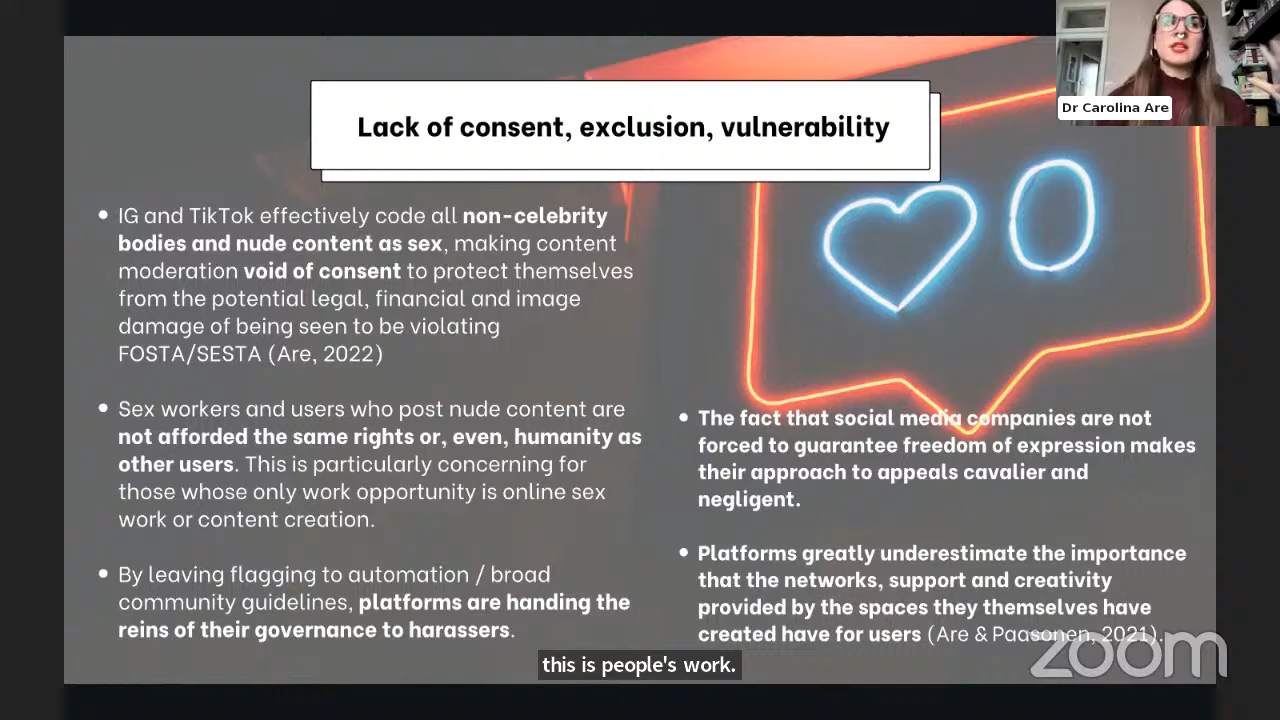 Dr Carolina Are
Lack of consent, exclusion, vulnerability
• IG and TikTok effectively code all non-celebrity
bodies and nude content as sex, making content
moderation void of consent to protect themselves
from the potential legal, financial and image
damage of being seen to be violating
FOSTA/SESTA (Are, 2022)
• Sex workers and users who post nude content are
not afforded the same rights or, even, humanity as
other users. This is particularly concerning for
those whose only work opportunity is online sex
work or content creation.
• By leaving flagging to automation / broad
community guidelines, platforms are handing the
reins of their governance to harassers.
0
• The fact that social media companies are not
forced to guarantee freedom of expression makes
their approach to appeals cavalier and
negligent.
• Platforms greatly underestimate the importance
that the networks, support and creativity
provided by the spaces they themselves have
created have for users (Are & Paasonen, 2021).
this is people's work.
zoom